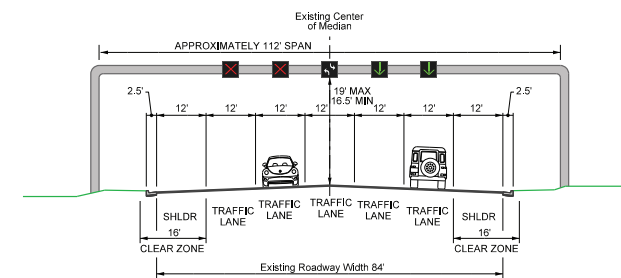 Existing Center
of Median
APPROXIMATELY 112' SPAN
19' MAX
16.5' MIN
2.5' 12' 12' 12' 12' 12' 12' 12' 2.5'
SHLDR TRAFFIC LANE TRAFFIC LANE TRAFFIC LANE TRAFFIC LANE TRAFFIC LANE SHLDR
16' 16'
CLEAR ZONE CLEAR ZONE
Existing Roadway Width 84'